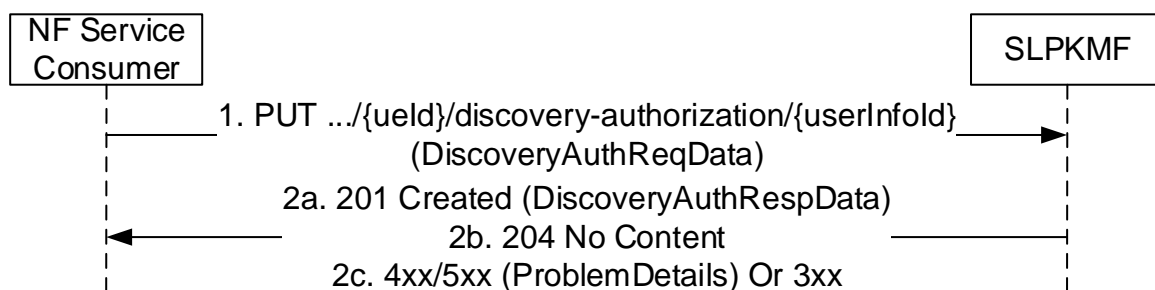 NF Service
Consumer
SLPKMF
1. PUT .../{ueId}/discovery-authorization/{userInfoId}
(DiscoveryAuthReqData)
2a. 201 Created (DiscoveryAuthRespData)
2b. 204 No Content
2c. 4xx/5xx (ProblemDetails) Or 3xx